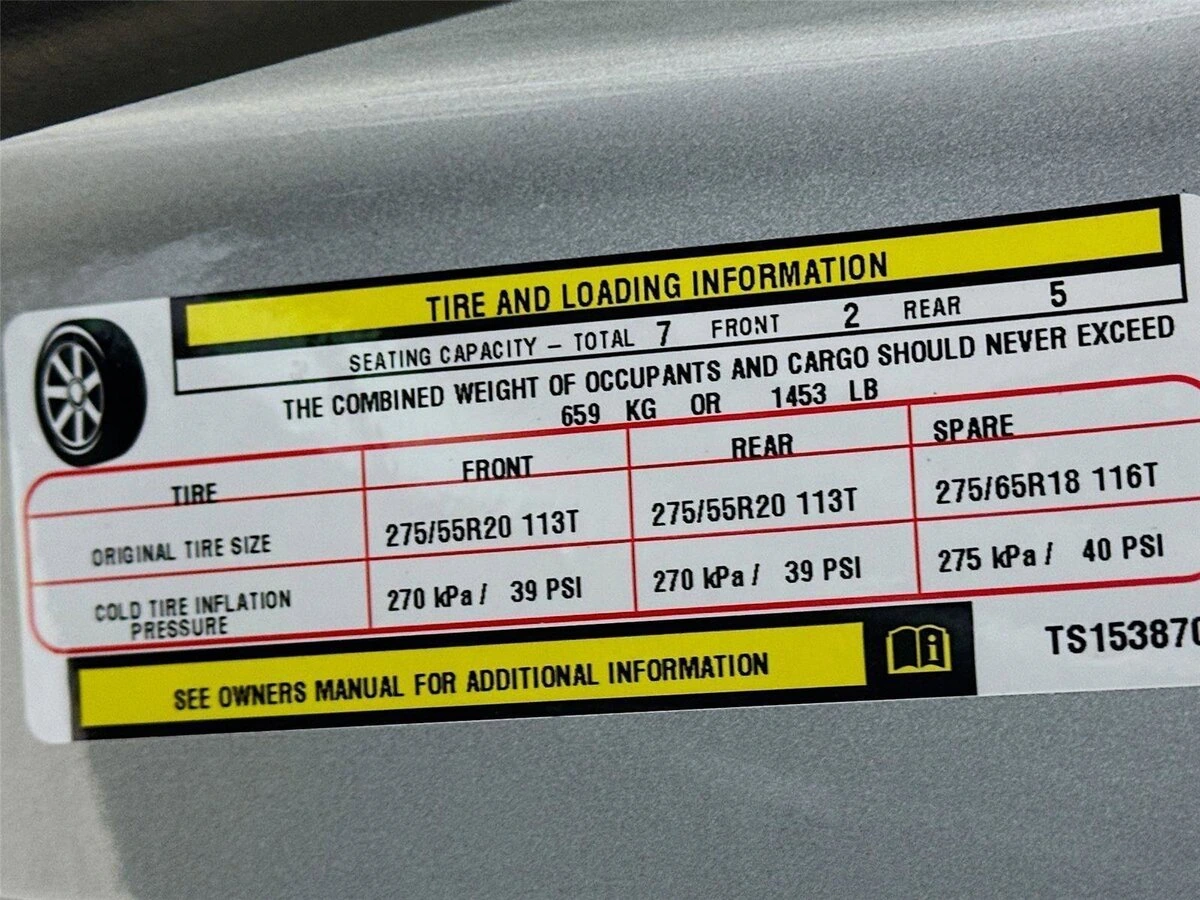 TIRE AND LOADING INFORMATION
SEATING CAPACITY – TOTAL 7 FRONT 2 REAR 5
THE COMBINED WEIGHT OF OCCUPANTS AND CARGO SHOULD NEVER EXCEED
659 KG OR 1453 LB
TIRE FRONT REAR SPARE
ORIGINAL TIRE SIZE 275/55R20 113T 275/55R20 113T 275/65R18 116T
COLD TIRE INFLATION PRESSURE 270 kPa / 39 PSI 270 kPa / 39 PSI 275 kPa / 40 PSI
SEE OWNERS MANUAL FOR ADDITIONAL INFORMATION
TS153870